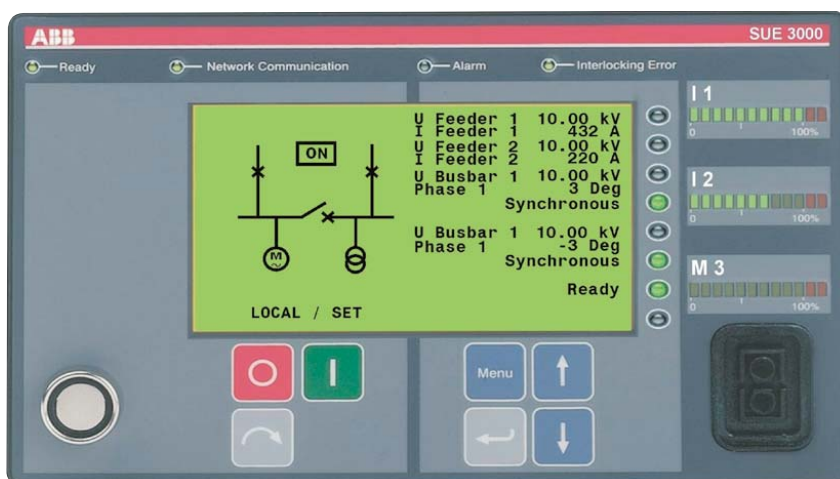 ABB
SUE 3000
Ready
Network Communication
Alarm
Interlocking Error
ON
M
~
LOCAL / SET
U Feeder 1 10.00 kV
I Feeder 1 432 A
U Feeder 2 10.00 kV
I Feeder 2 220 A
U Busbar 1 10.00 kV
Phase 1 3 Deg
Synchronous
U Busbar 1 10.00 kV
Phase 1 -3 Deg
Synchronous
Ready
I 1
0 100%
I 2
0 100%
M 3
0 100%
O
I
Menu